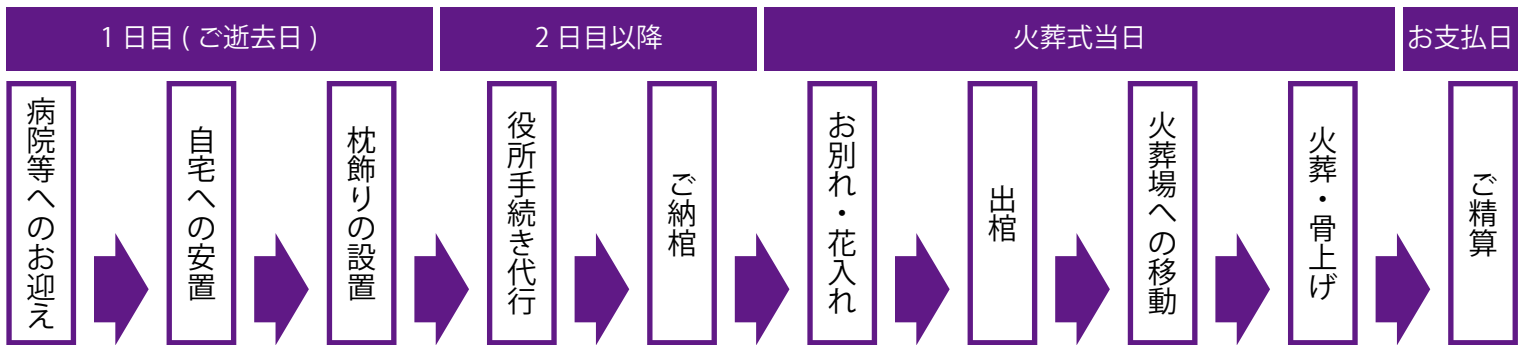 1日目(ご逝去日)
2日目以降
火葬式当日
お支払日
病院等へのお迎え
自宅への安置
枕飾りの設置
役所手続き代行
ご納棺
お別れ・花入れ
出棺
火葬場への移動
火葬・骨上げ
ご精算